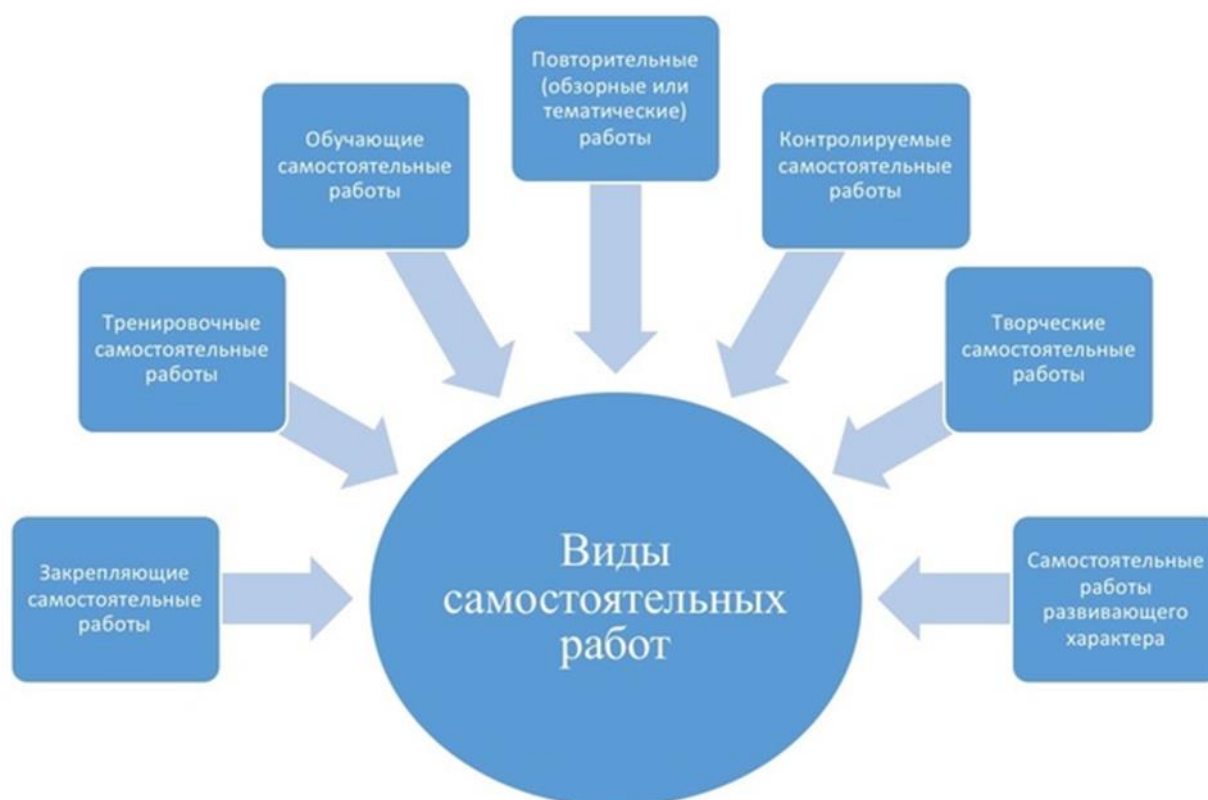 Повторительные
(обзорные или
тематические)
работы
Обучающие
самостоятельные
работы
Контролируемые
самостоятельные
работы
Тренировочные
самостоятельные
работы
Творческие
самостоятельные
работы
Закрепляющие
самостоятельные
работы
Виды
самостоятельных
работ
Самостоятельные
работы
развивающего
характера